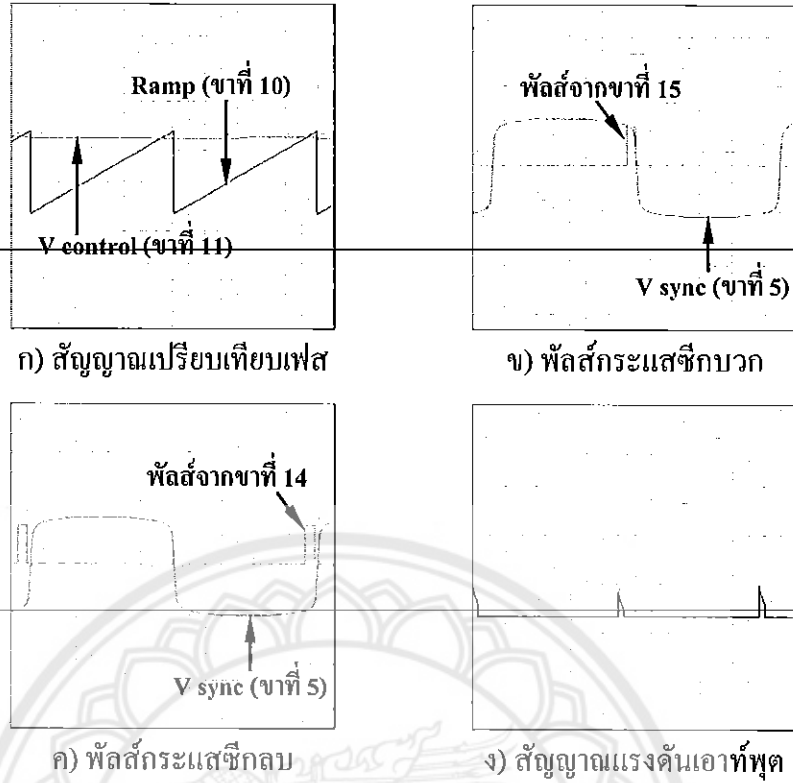 Ramp (ขาที่ 10)
V control (ขาที่ 11)
ก) สัญญาณเปรียบเทียบเฟส
พัลส์จากขาที่ 15
V sync (ขาที่ 5)
ข) พัลส์กระแสซีกบวก
พัลส์จากขาที่ 14
V sync (ขาที่ 5)
ค) พัลส์กระแสซีกลบ
ง) สัญญาณแรงดันเอาท์พุต